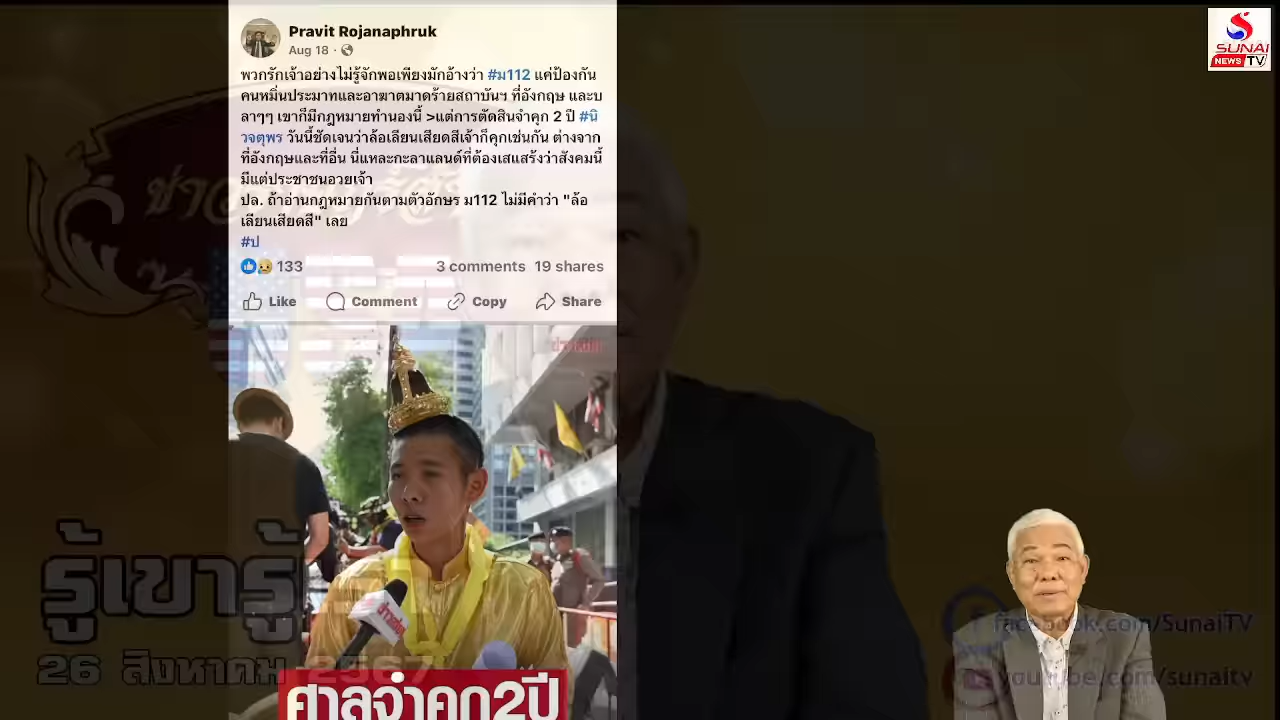 Pravit Rojanaphruk
Aug 18 ·
พวกรักเจ้าอย่างไม่รู้จักพอเพียงมักอ้างว่า #ม112 แค่ป้องกัน
คนหมิ่นประมาทและอาฆาตมาดร้ายสถาบันฯ ที่อังกฤษ และบ
ลาๆๆ เขาก็มีกฎหมายทำนองนี้ >แต่การตัดสินจำคุก 2 ปี #นิ
วจตุพร วันนี้ชัดเจนว่าล้อเลียนเสียดสีเจ้าก็คุกเช่นกัน ต่างจาก
ที่อังกฤษและที่อื่น นี่แหละกะลาแลนด์ที่ต้องเสแสร้งว่าสังคมนี้
มีแต่ประชาชนอวยเจ้า
ปล. ถ้าอ่านกฎหมายกันตามตัวอักษร ม112 ไม่มีคำว่า "ล้อ
เลียนเสียดสี" เลย
#ป
133 3 comments 19 shares
Like Comment Copy Share
ศาลจำคุก2ปี
รู้เขารู้
26 สิงหาคม 2567
SUNAI
NEWS TV
facebook.com/SunaiTV
youtube.com/sunaitv